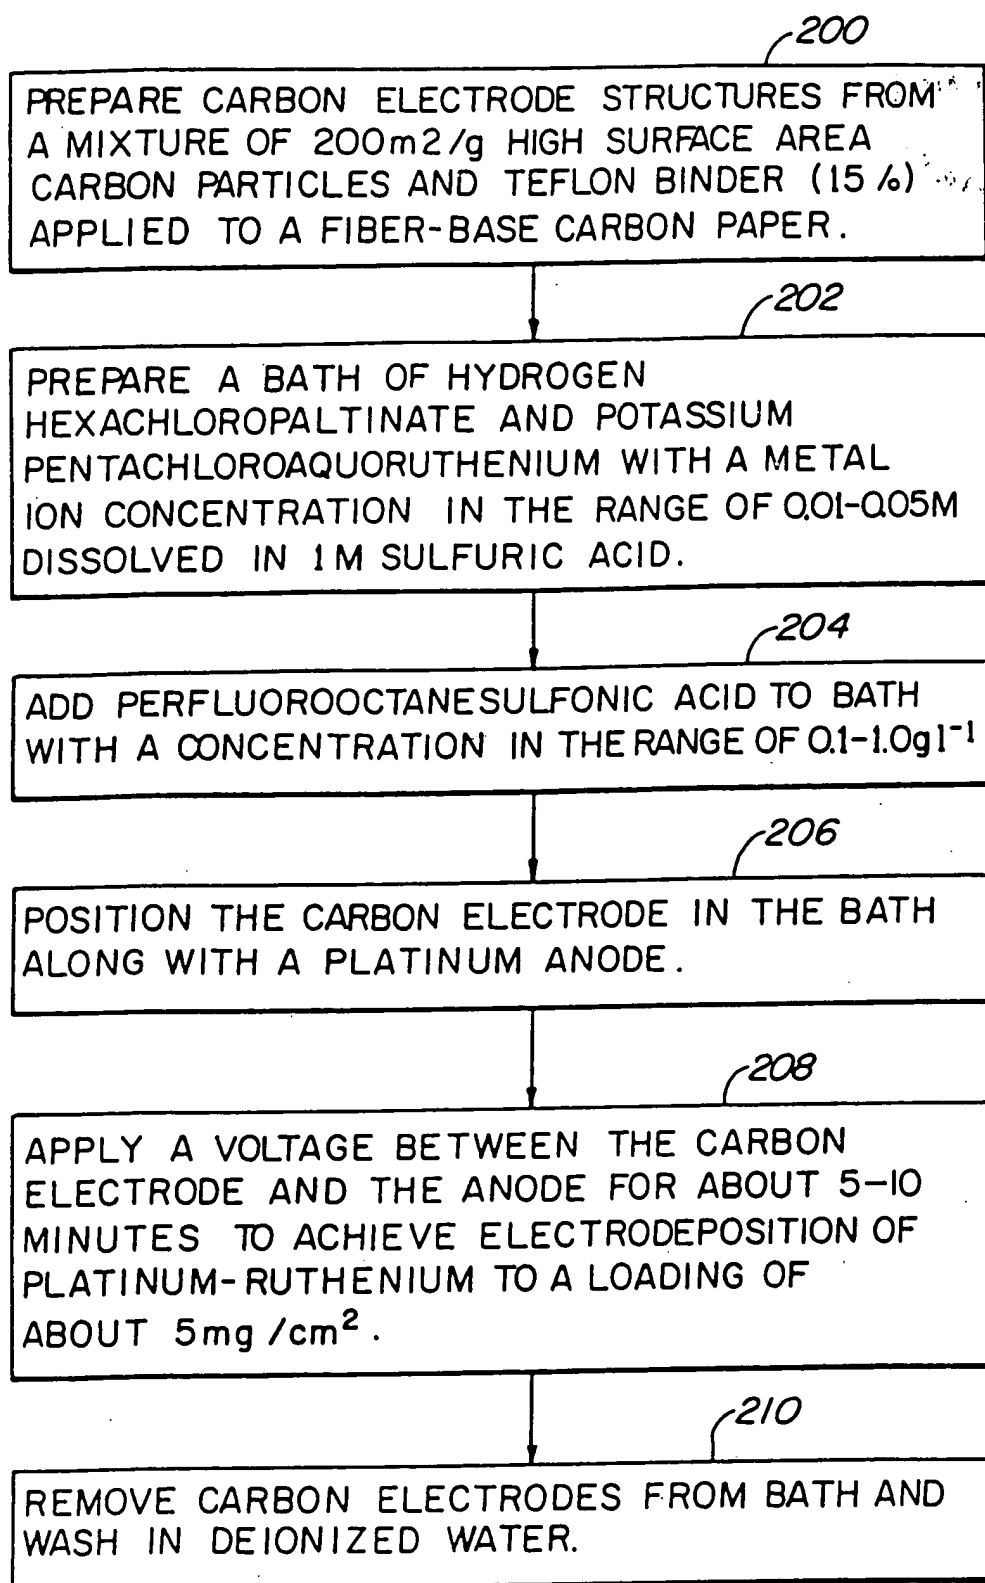 200
PREPARE CARBON ELECTRODE STRUCTURES FROM
A MIXTURE OF 200m2/g HIGH SURFACE AREA
CARBON PARTICLES AND TEFLON BINDER (15%)
APPLIED TO A FIBER-BASE CARBON PAPER.
202
PREPARE A BATH OF HYDROGEN
HEXACHLOROPALTINATE AND POTASSIUM
PENTACHLOROAQUORUTHENIUM WITH A METAL
ION CONCENTRATION IN THE RANGE OF 0.01-0.05M
DISSOLVED IN 1M SULFURIC ACID.
204
ADD PERFLUOROOCTANESULFONIC ACID TO BATH
WITH A CONCENTRATION IN THE RANGE OF 0.1-1.0gl⁻¹
206
POSITION THE CARBON ELECTRODE IN THE BATH
ALONG WITH A PLATINUM ANODE.
208
APPLY A VOLTAGE BETWEEN THE CARBON
ELECTRODE AND THE ANODE FOR ABOUT 5-10
MINUTES TO ACHIEVE ELECTRODEPOSITION OF
PLATINUM-RUTHENIUM TO A LOADING OF
ABOUT 5mg/cm².
210
REMOVE CARBON ELECTRODES FROM BATH AND
WASH IN DEIONIZED WATER.